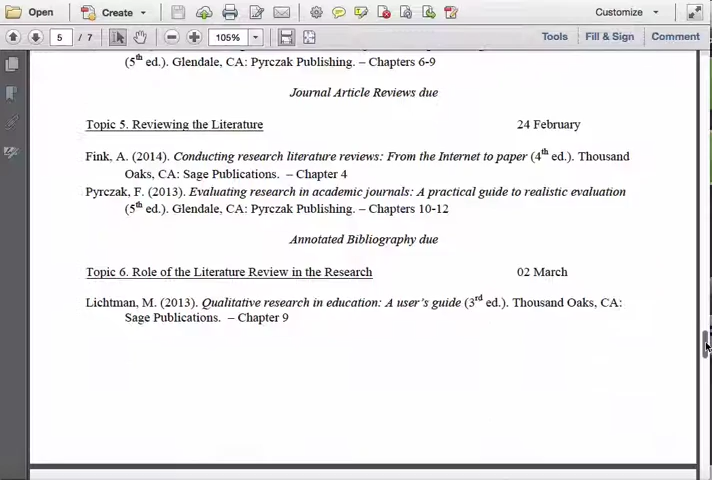 Open Create Customize
5 / 7 105% Tools Fill & Sign Comment
(5th ed.). Glendale, CA: Pyrczak Publishing. – Chapters 6-9
Journal Article Reviews due
Topic 5. Reviewing the Literature 24 February
Fink, A. (2014). Conducting research literature reviews: From the Internet to paper (4th ed.). Thousand
Oaks, CA: Sage Publications. – Chapter 4
Pyrczak, F. (2013). Evaluating research in academic journals: A practical guide to realistic evaluation
(5th ed.). Glendale, CA: Pyrczak Publishing. – Chapters 10-12
Annotated Bibliography due
Topic 6. Role of the Literature Review in the Research 02 March
Lichtman, M. (2013). Qualitative research in education: A user's guide (3rd ed.). Thousand Oaks, CA:
Sage Publications. – Chapter 9